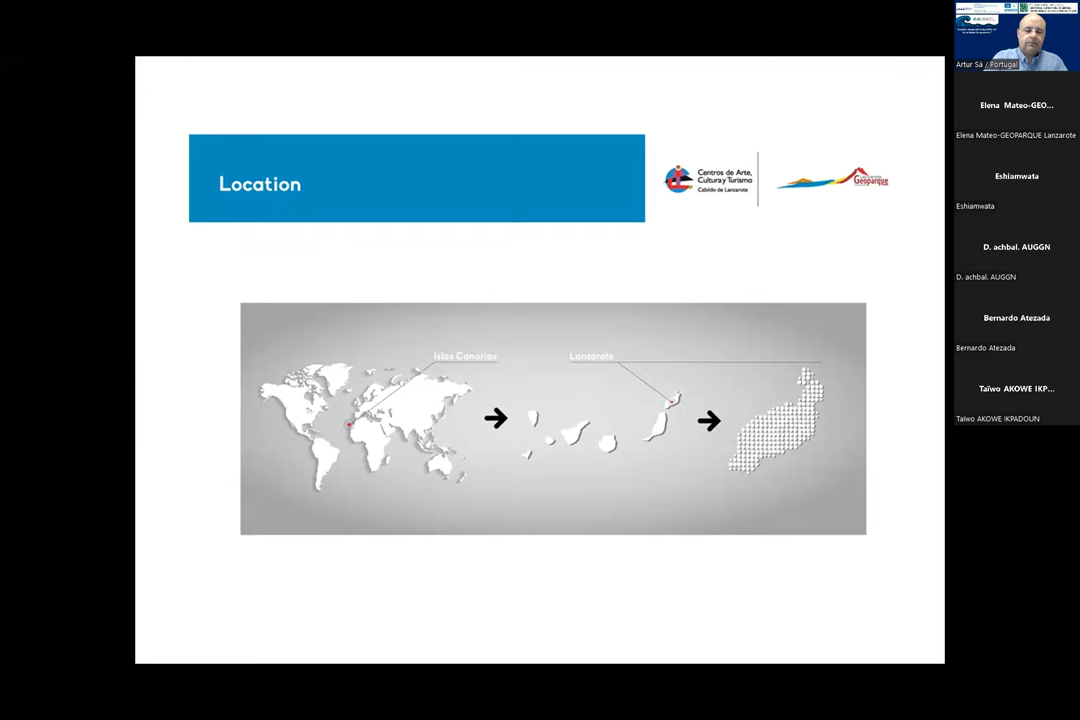 Location
Centros de Arte,
Cultura y Turismo
Cabildo de Lanzarote
Geoparque
Islas Canarias
Lanzarote
Artur Sá / Portugal
Elena Mateo-GEO...
Elena Mateo-GEOPARQUE Lanzarote
Eshiamwata
Eshiamwata
D. achbal. AUGGN
D. achbal. AUGGN
Bernardo Atezada
Bernardo Atezada
Taïwo AKOWE IKP...
Taïwo AKOWE IKPADOUN